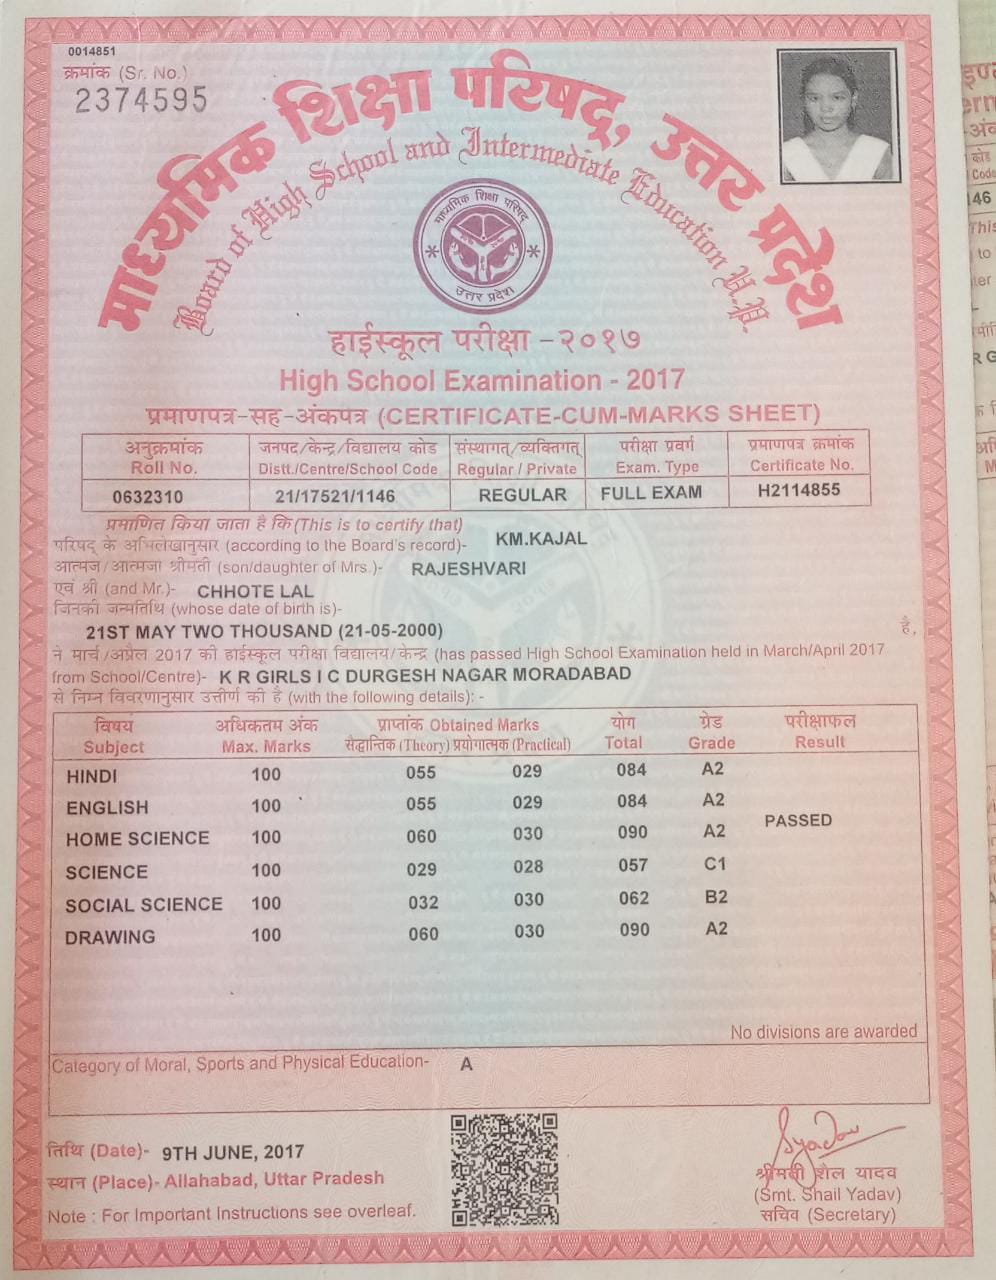 0014851
क्रमांक (Sr. No.)
2374595
माध्यमिक शिक्षा परिषद्, उत्तर प्रदेश
Board of High School and Intermediate Education U.P.
माध्यमिक शिक्षा परिषद्
उत्तर प्रदेश
हाईस्कूल परीक्षा -२०१७
High School Examination - 2017
प्रमाणपत्र-सह-अंकपत्र (CERTIFICATE-CUM-MARKS SHEET)
अनुक्रमांक जनपद/केन्द्र/विद्यालय कोड संस्थागत्/व्यक्तिगत् परीक्षा प्रवर्ग प्रमाणपत्र क्रमांक
Roll No. Distt./Centre/School Code Regular / Private Exam. Type Certificate No.
0632310 21/17521/1146 REGULAR FULL EXAM H2114855
प्रमाणित किया जाता है कि (This is to certify that)
परिषद् के अभिलेखानुसार (according to the Board's record)- KM.KAJAL
आत्मज/आत्मजा श्रीमती (son/daughter of Mrs.)- RAJESHVARI
एवं श्री (and Mr.)- CHHOTE LAL
जिनकी जन्मतिथि (whose date of birth is)-
21ST MAY TWO THOUSAND (21-05-2000) है,
ने मार्च/अप्रैल 2017 की हाईस्कूल परीक्षा विद्यालय/केन्द्र (has passed High School Examination held in March/April 2017
from School/Centre)- K R GIRLS I C DURGESH NAGAR MORADABAD
से निम्न विवरणानुसार उत्तीर्ण की है (with the following details): -
विषय अधिकतम अंक प्राप्तांक Obtained Marks योग ग्रेड परीक्षाफल
Subject Max. Marks सैद्धान्तिक (Theory) प्रयोगात्मक (Practical) Total Grade Result
HINDI 100 055 029 084 A2
ENGLISH 100 055 029 084 A2
PASSED
HOME SCIENCE 100 060 030 090 A2
SCIENCE 100 029 028 057 C1
SOCIAL SCIENCE 100 032 030 062 B2
DRAWING 100 060 030 090 A2
No divisions are awarded
Category of Moral, Sports and Physical Education- A
तिथि (Date)- 9TH JUNE, 2017
स्थान (Place)- Allahabad, Uttar Pradesh
Note : For Important Instructions see overleaf.
श्रीमती शैल यादव
(Smt. Shail Yadav)
सचिव (Secretary)